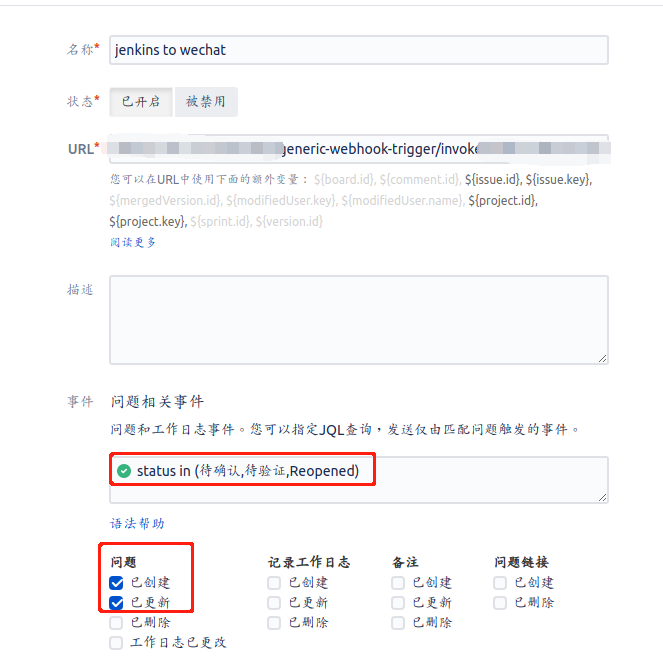 名称* jenkins to wechat
状态* 已开启 被禁用
URL* generic-webhook-trigger/invoke
您可以在URL中使用下面的额外变量： ${board.id}, ${comment.id}, ${issue.id}, ${issue.key},
${mergedVersion.id}, ${modifiedUser.key}, ${modifiedUser.name}, ${project.id},
${project.key}, ${sprint.id}, ${version.id}
阅读更多
描述
事件 问题相关事件
问题和工作日志事件。您可以指定JQL查询，发送仅由匹配问题触发的事件。
status in (待确认,待验证,Reopened)
语法帮助
问题 记录工作日志 备注 问题链接
已创建 已创建 已创建 已创建
已更新 已更新 已更新 已删除
已删除 已删除 已删除
工作日志已更改